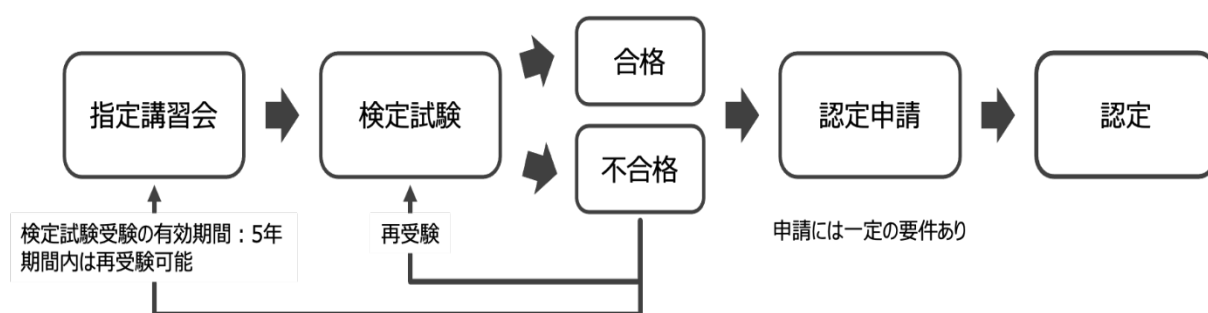 指定講習会
検定試験
合格
不合格
認定申請
認定
検定試験受験の有効期間：5年
期間内は再受験可能
再受験
申請には一定の要件あり